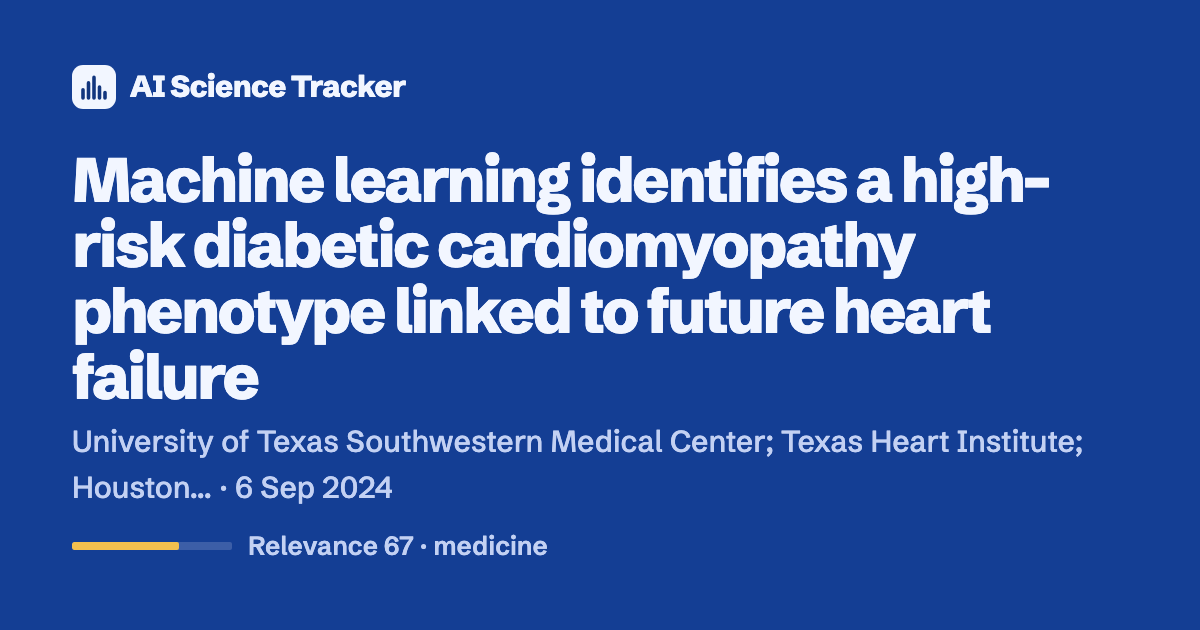 AI Science Tracker
Machine learning identifies a high-
risk diabetic cardiomyopathy
phenotype linked to future heart
failure
University of Texas Southwestern Medical Center; Texas Heart Institute;
Houston... · 6 Sep 2024
Relevance 67 · medicine